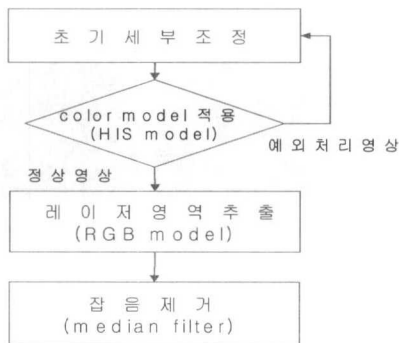 초기세부조정
color model 적용
(HIS model)
예외처리영상
정상영상
레이저영역추출
(RGB model)
잡음제거
(median filter)